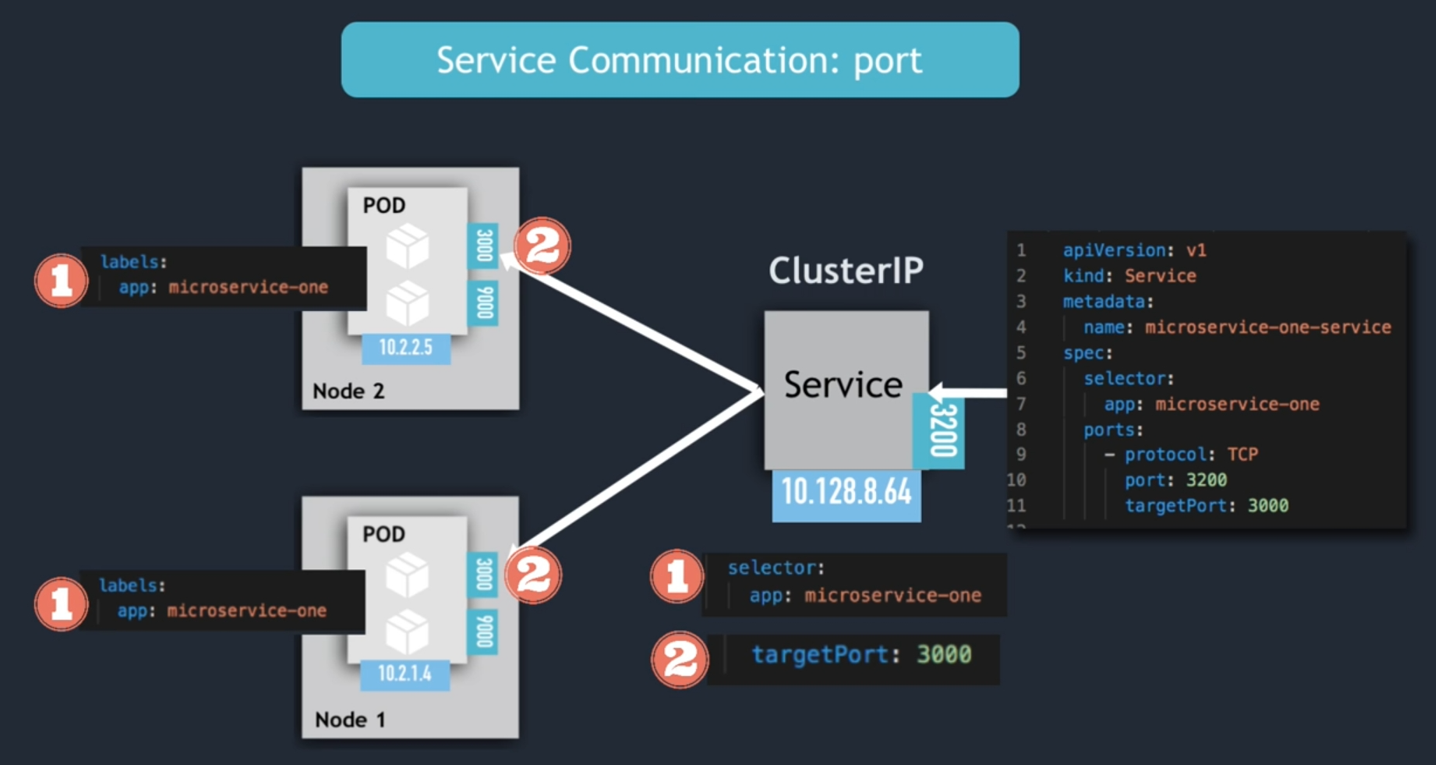 Service Communication: port
POD
3000
9000
10.2.2.5
Node 2
1
labels:
app: microservice-one
2
POD
3000
9000
10.2.1.4
Node 1
1
labels:
app: microservice-one
2
ClusterIP
Service
3200
10.128.8.64
1
selector:
app: microservice-one
2
targetPort: 3000
1 apiVersion: v1
2 kind: Service
3 metadata:
4 name: microservice-one-service
5 spec:
6 selector:
7 app: microservice-one
8 ports:
9 - protocol: TCP
10 port: 3200
11 targetPort: 3000